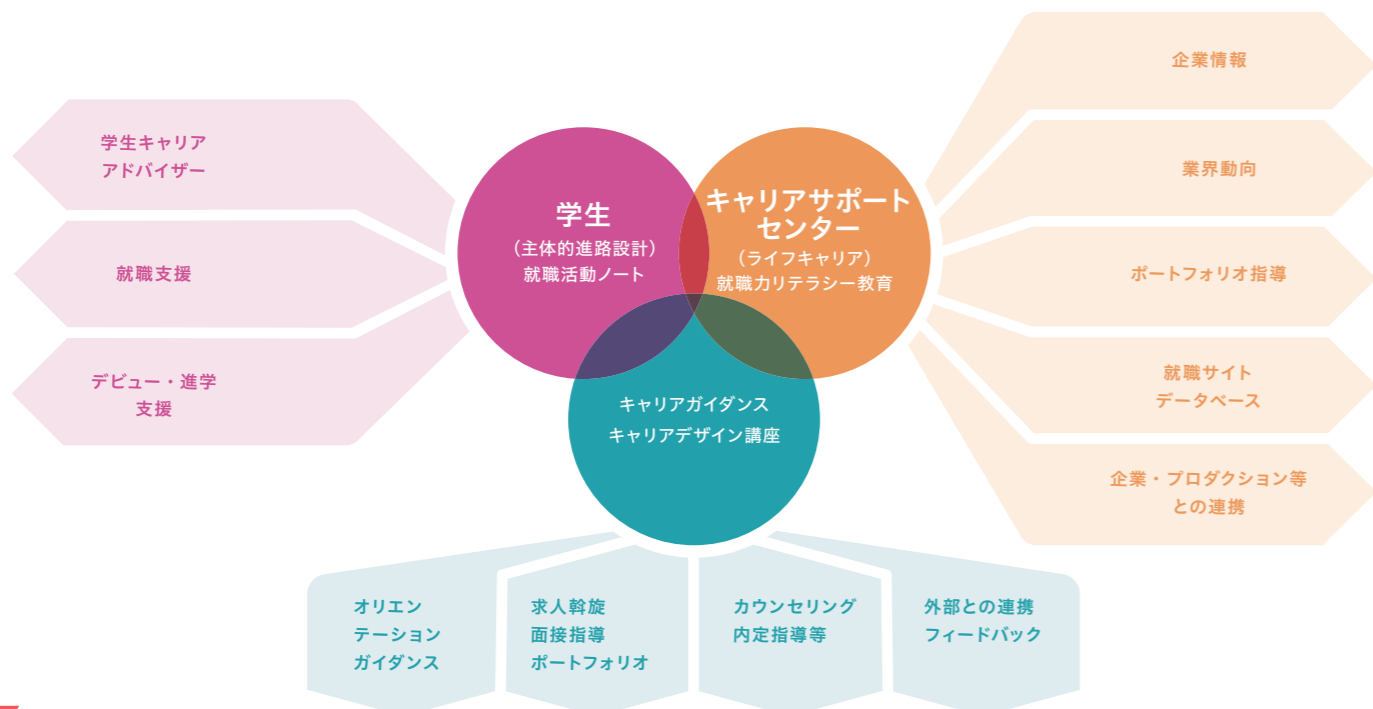 学生キャリア
アドバイザー
就職支援
デビュー・進学
支援
学生
（主体的進路設計）
就職活動ノート
キャリアサポート
センター
（ライフキャリア）
就職力リテラシー教育
キャリアガイダンス
キャリアデザイン講座
企業情報
業界動向
ポートフォリオ指導
就職サイト
データベース
企業・プロダクション等
との連携
オリエン
テーション
ガイダンス
求人斡旋
面接指導
ポートフォリオ
カウンセリング
内定指導等
外部との連携
フィードバック